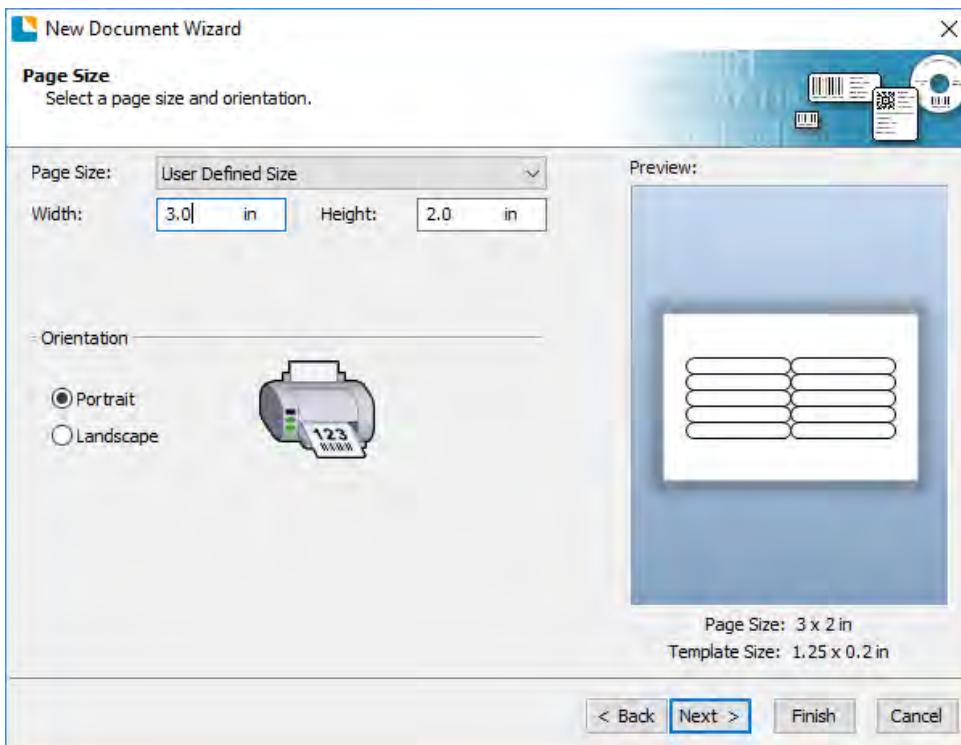 New Document Wizard
Page Size
Select a page size and orientation.
Page Size: User Defined Size
Width: 3.0 in Height: 2.0 in
Preview:
Orientation
Portrait
Landscape
123
Page Size: 3 x 2 in
Template Size: 1.25 x 0.2 in
< Back Next > Finish Cancel